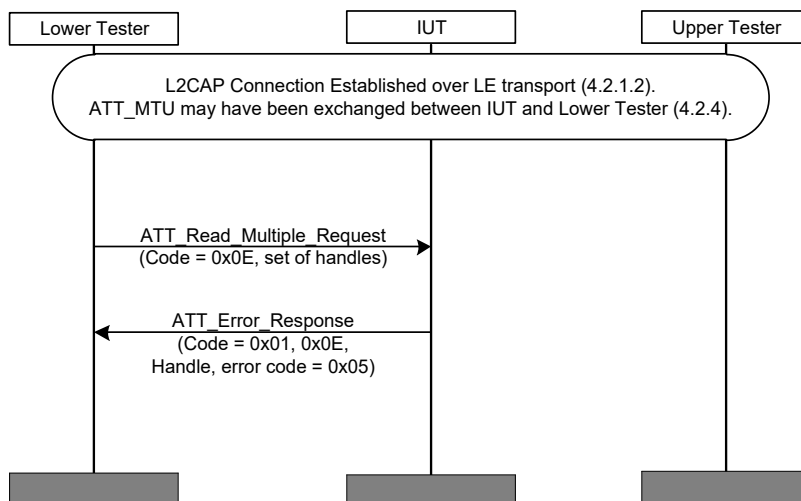 Lower Tester
IUT
Upper Tester
L2CAP Connection Established over LE transport (4.2.1.2).
ATT_MTU may have been exchanged between IUT and Lower Tester (4.2.4).
ATT_Read_Multiple_Request
(Code = 0x0E, set of handles)
ATT_Error_Response
(Code = 0x01, 0x0E,
Handle, error code = 0x05)